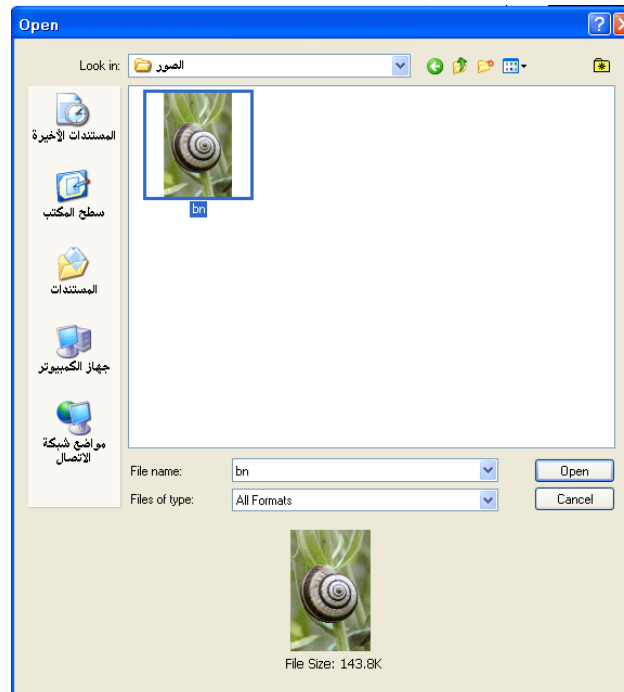 Open
Look in:
الصور
المستندات الأخيرة
سطح المكتب
المستندات
جهاز الكمبيوتر
مواضع شبكة
الاتصال
bn
File name:
bn
Open
Files of type:
All Formats
Cancel
File Size: 143.8K